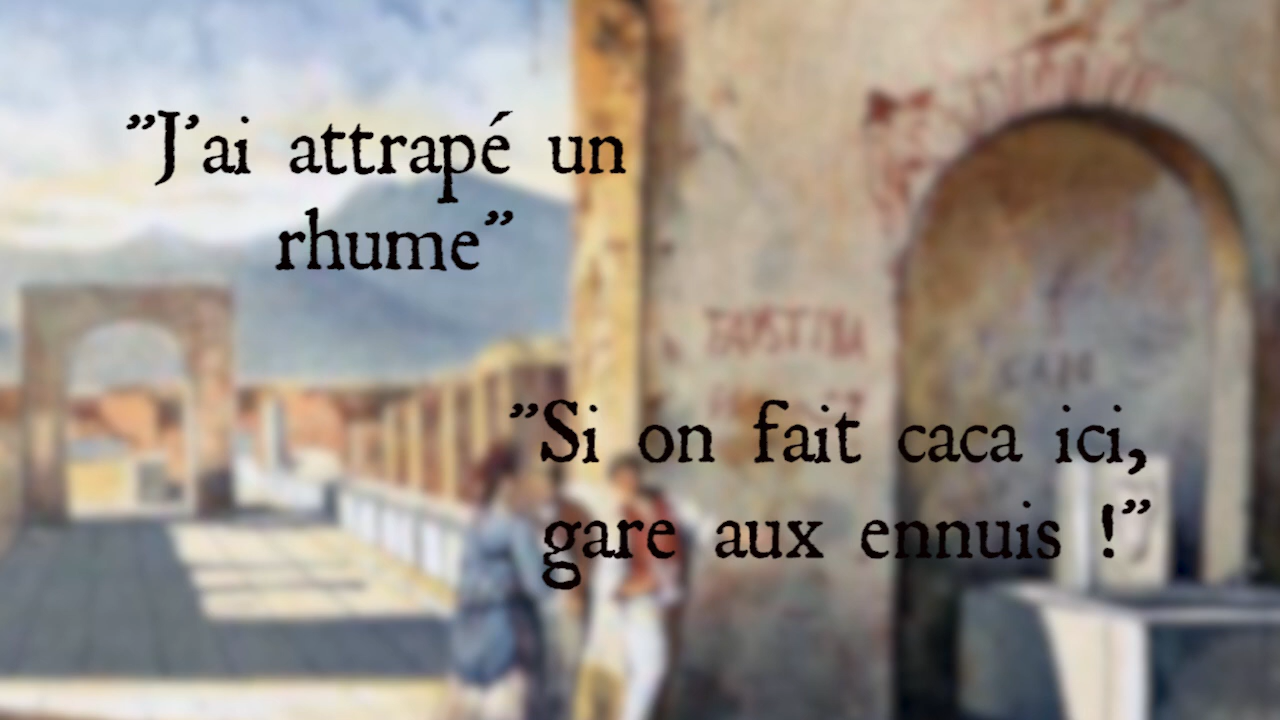 ”J’ai attrapé un
rhume”
”Si on fait caca ici,
gare aux ennuis !”